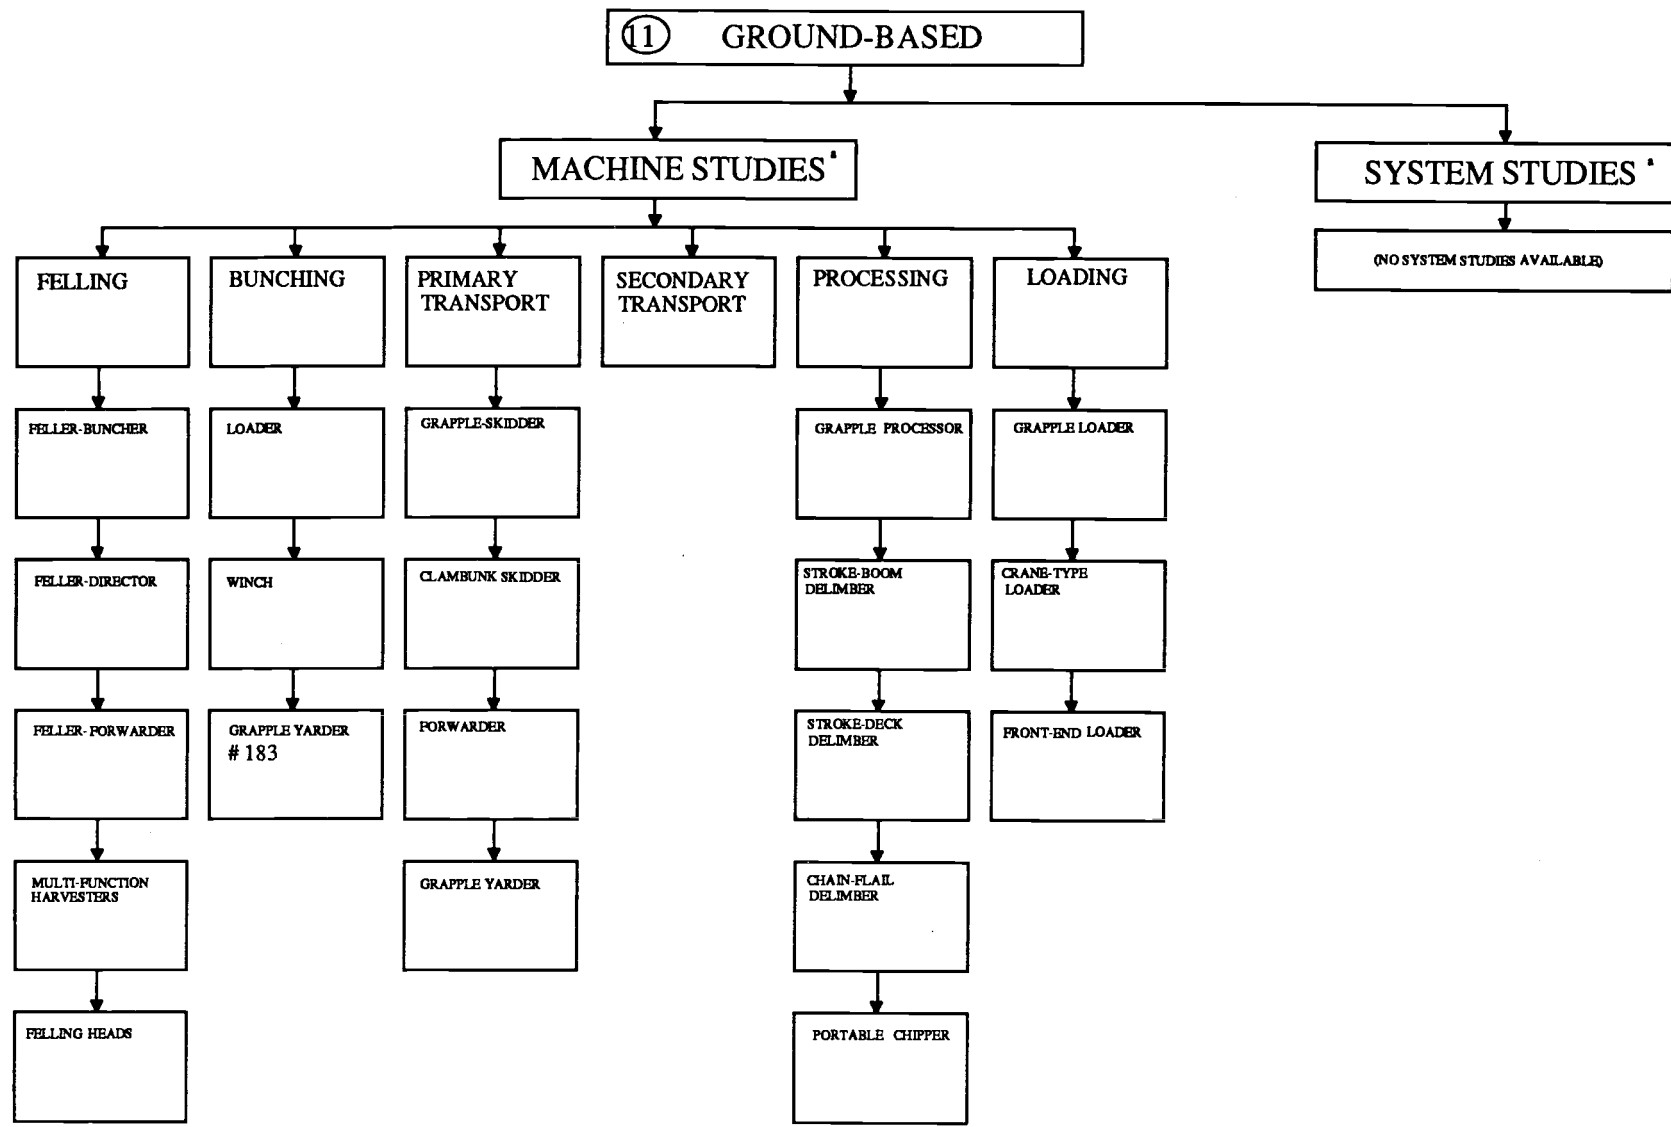 11 GROUND-BASED
MACHINE STUDIES a
SYSTEM STUDIES a
(NO SYSTEM STUDIES AVAILABLE)
FELLING
BUNCHING
PRIMARY
TRANSPORT
SECONDARY
TRANSPORT
PROCESSING
LOADING
FELLER-BUNCHER
LOADER
GRAPPLE-SKIDDER
GRAPPLE PROCESSOR
GRAPPLE LOADER
FELLER-DIRECTOR
WINCH
CLAMBUNK SKIDDER
STROKE-BOOM
DELIMBER
CRANE-TYPE
LOADER
FELLER-FORWARDER
GRAPPLE YARDER
# 183
FORWARDER
STROKE-DECK
DELIMBER
FRONT-END LOADER
MULTI-FUNCTION
HARVESTERS
GRAPPLE YARDER
CHAIN-FLAIL
DELIMBER
FELLING HEADS
PORTABLE CHIPPER